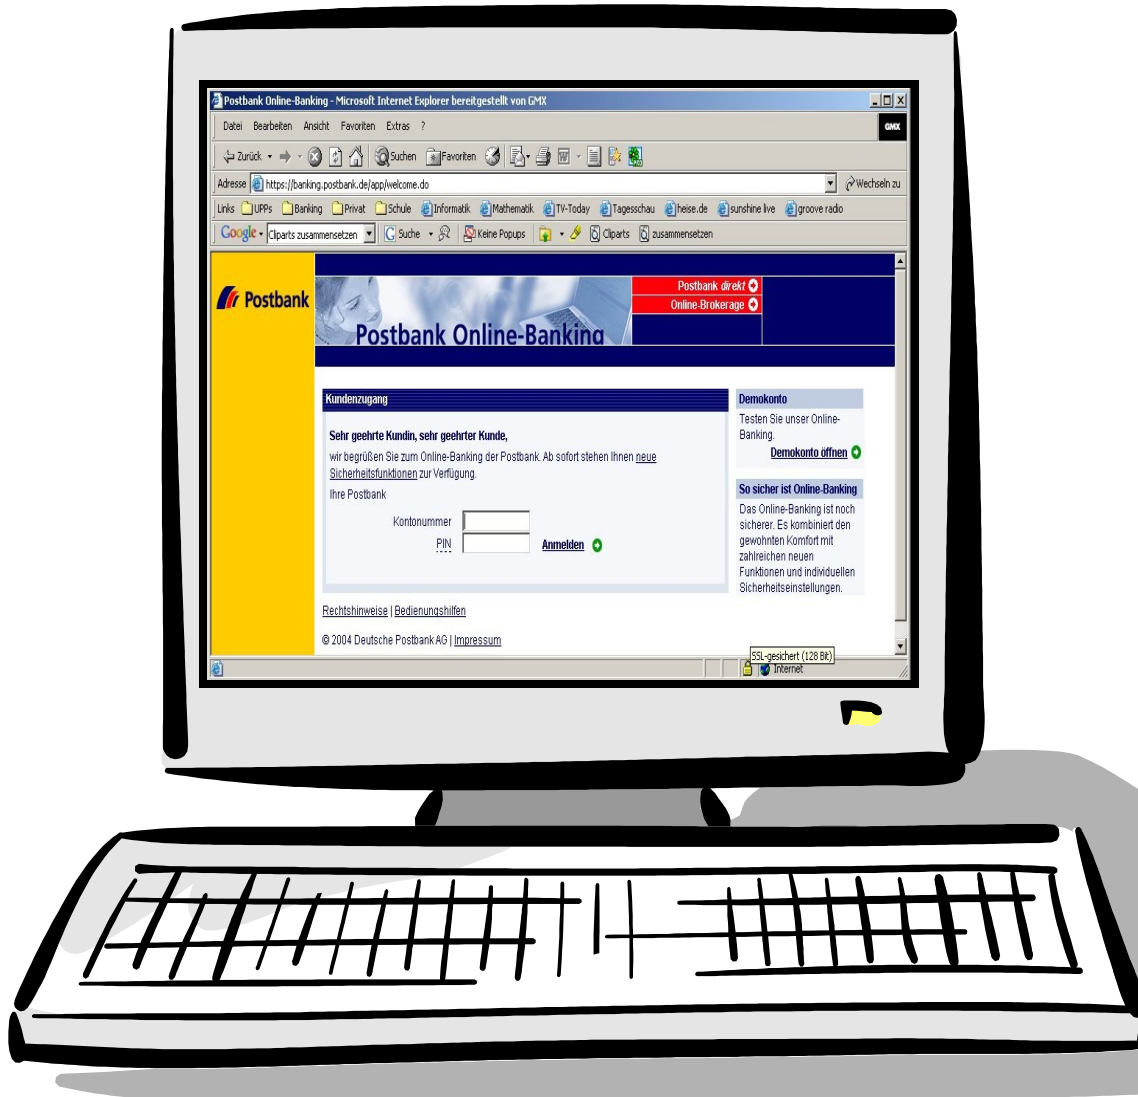 Postbank Online-Banking - Microsoft Internet Explorer bereitgestellt von GMX
Datei Bearbeiten Ansicht Favoriten Extras ?
GMX
Zurück Suchen Favoriten
Adresse https://banking.postbank.de/app/welcome.do Wechseln zu
Links UPPs Banking Privat Schule Informatik Mathematik TV-Today Tagesschau heise.de sunshine live groove radio
Google Cliparts zusammensetzen G Suche Keine Popups Cliparts zusammensetzen
Postbank
Postbank Online-Banking
Postbank direkt
Online-Brokerage
Kundenzugang
Sehr geehrte Kundin, sehr geehrter Kunde,
wir begrüßen Sie zum Online-Banking der Postbank. Ab sofort stehen Ihnen neue
Sicherheitsfunktionen zur Verfügung.
Ihre Postbank
Kontonummer
PIN Anmelden
Rechtshinweise | Bedienungshilfen
© 2004 Deutsche Postbank AG | Impressum
Demokonto
Testen Sie unser Online-
Banking.
Demokonto öffnen
So sicher ist Online-Banking
Das Online-Banking ist noch
sicherer. Es kombiniert den
gewohnten Komfort mit
zahlreichen neuen
Funktionen und individuellen
Sicherheitseinstellungen.
SSL-gesichert (128 Bit)
Internet